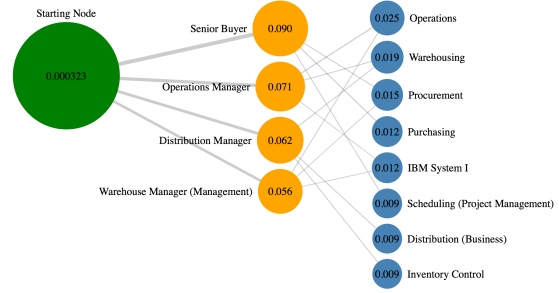 Starting Node
0.000323
Senior Buyer
0.090
Operations Manager
0.071
Distribution Manager
0.062
Warehouse Manager (Management)
0.056
0.025 Operations
0.019 Warehousing
0.015 Procurement
0.012 Purchasing
0.012 IBM System I
0.009 Scheduling (Project Management)
0.009 Distribution (Business)
0.009 Inventory Control